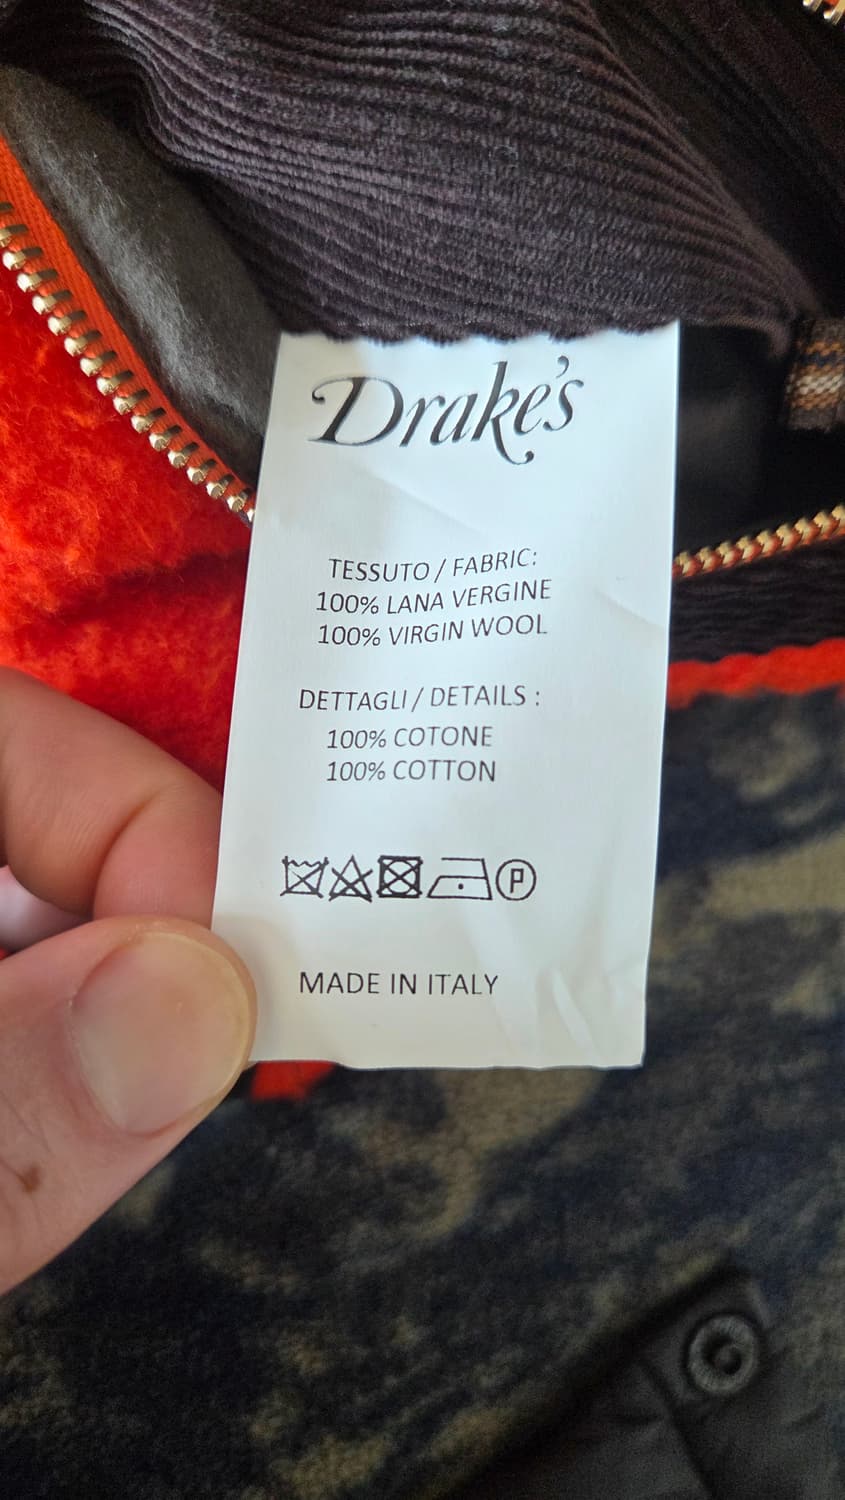 Drake's
TESSUTO / FABRIC:
100% LANA VERGINE
100% VIRGIN WOOL
DETTAGLI / DETAILS :
100% COTONE
100% COTTON
P
MADE IN ITALY